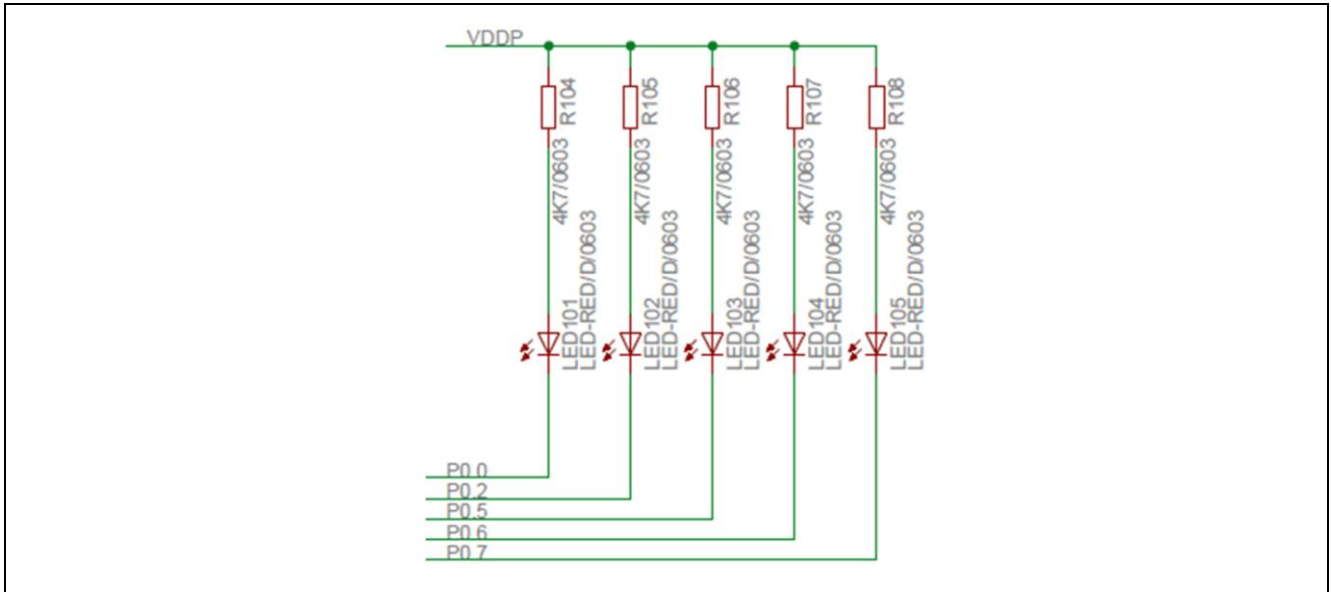 VDDP
R104
4K7/0603
LED101
LED-RED/D/0603
R105
4K7/0603
LED102
LED-RED/D/0603
R106
4K7/0603
LED103
LED-RED/D/0603
R107
4K7/0603
LED104
LED-RED/D/0603
R108
4K7/0603
LED105
LED-RED/D/0603
P0.0
P0.2
P0.5
P0.6
P0.7